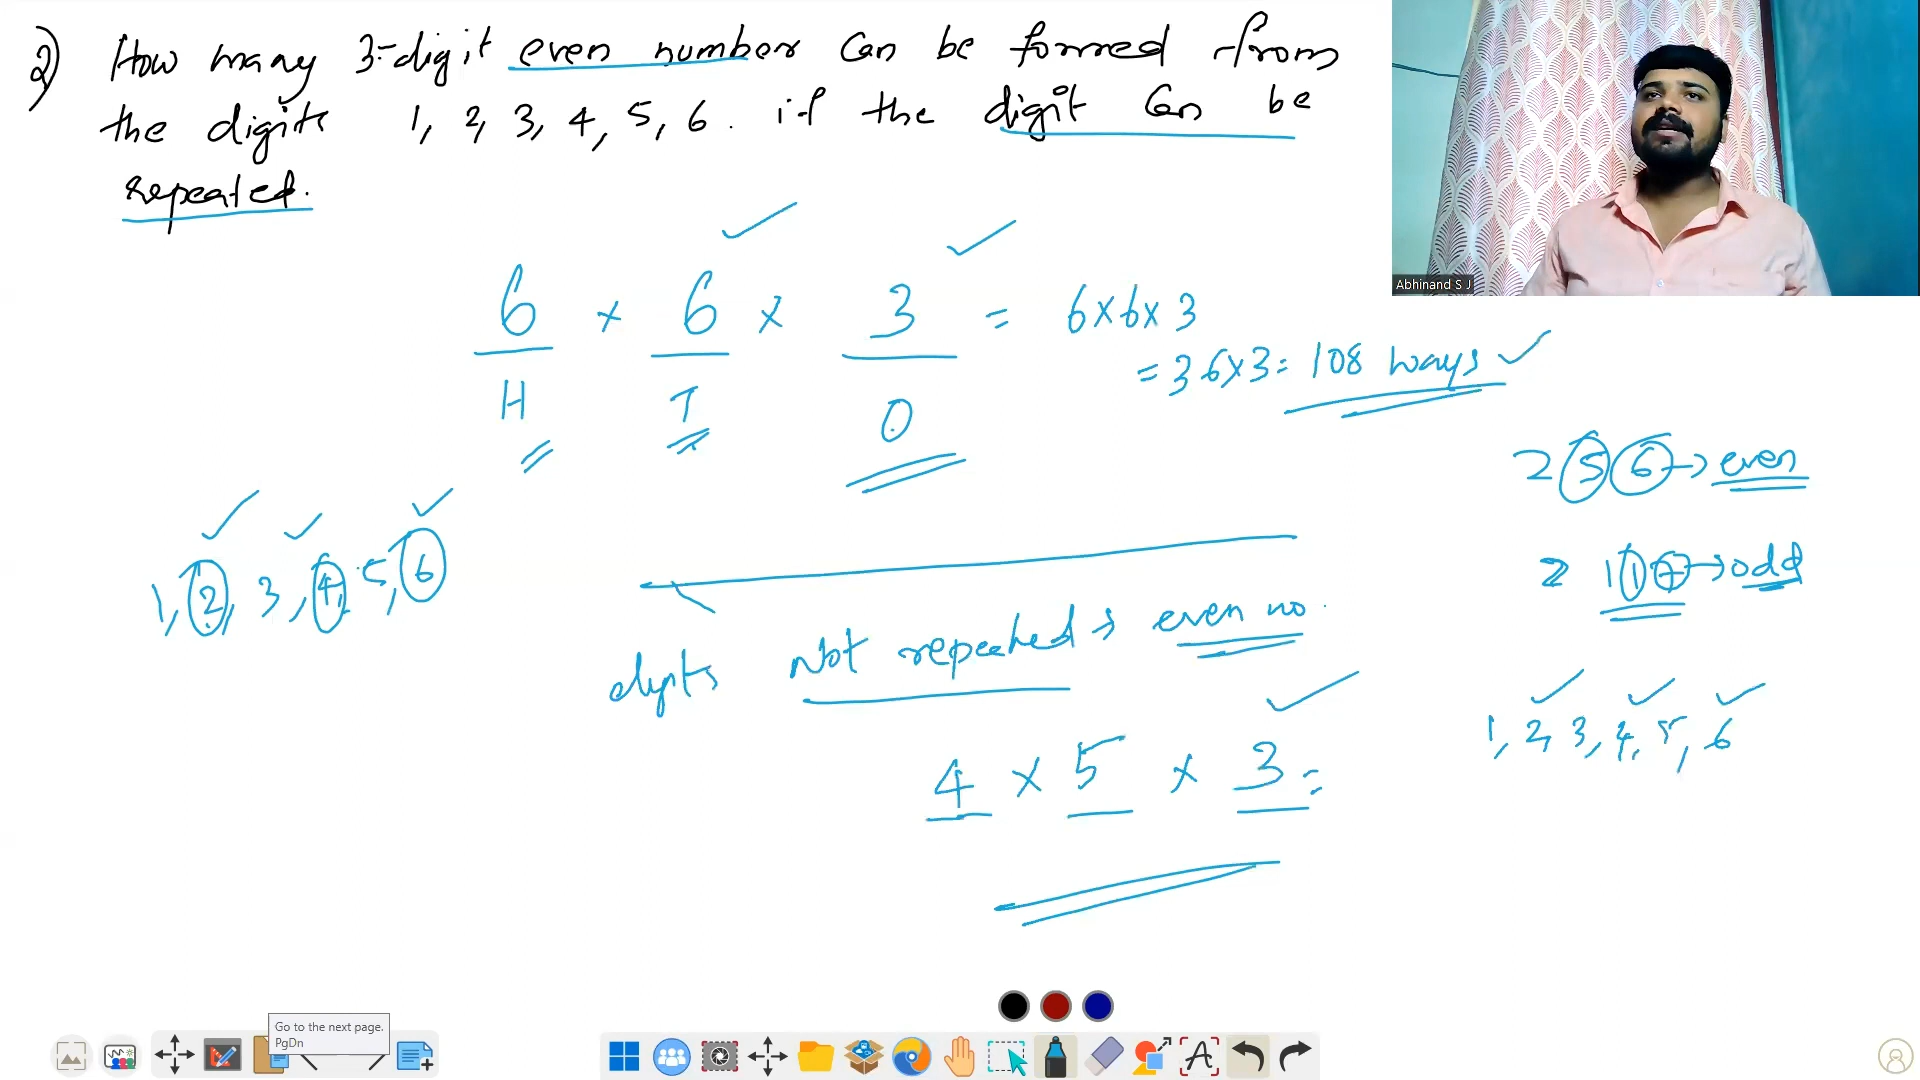 2) How many 3-digit even number can be formed from
the digits 1, 2, 3, 4, 5, 6. if the digit can be
repeated.
6 × 6 × 3 = 6×6×3
= 36×3 = 108 ways
H T O
2 5 6 → even
1, 2, 3, 4, 5, 6
→ odd
digits Not repeated → even no.
1, 2, 3, 4, 5, 6
4 × 5 × 3 =
Abhinand S J
Go to the next page.
PgDn